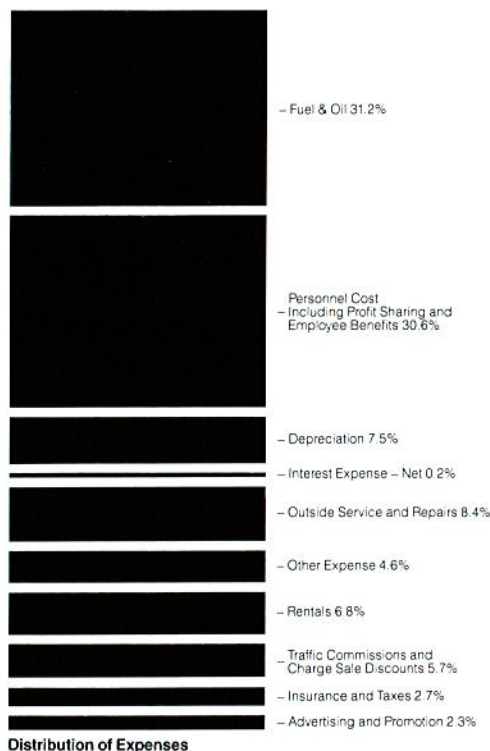 – Fuel & Oil 31.2%
Personnel Cost
– Including Profit Sharing and
Employee Benefits 30.6%
– Depreciation 7.5%
– Interest Expense – Net 0.2%
– Outside Service and Repairs 8.4%
– Other Expense 4.6%
– Rentals 6.8%
Traffic Commissions and
– Charge Sale Discounts 5.7%
– Insurance and Taxes 2.7%
– Advertising and Promotion 2.3%
Distribution of Expenses